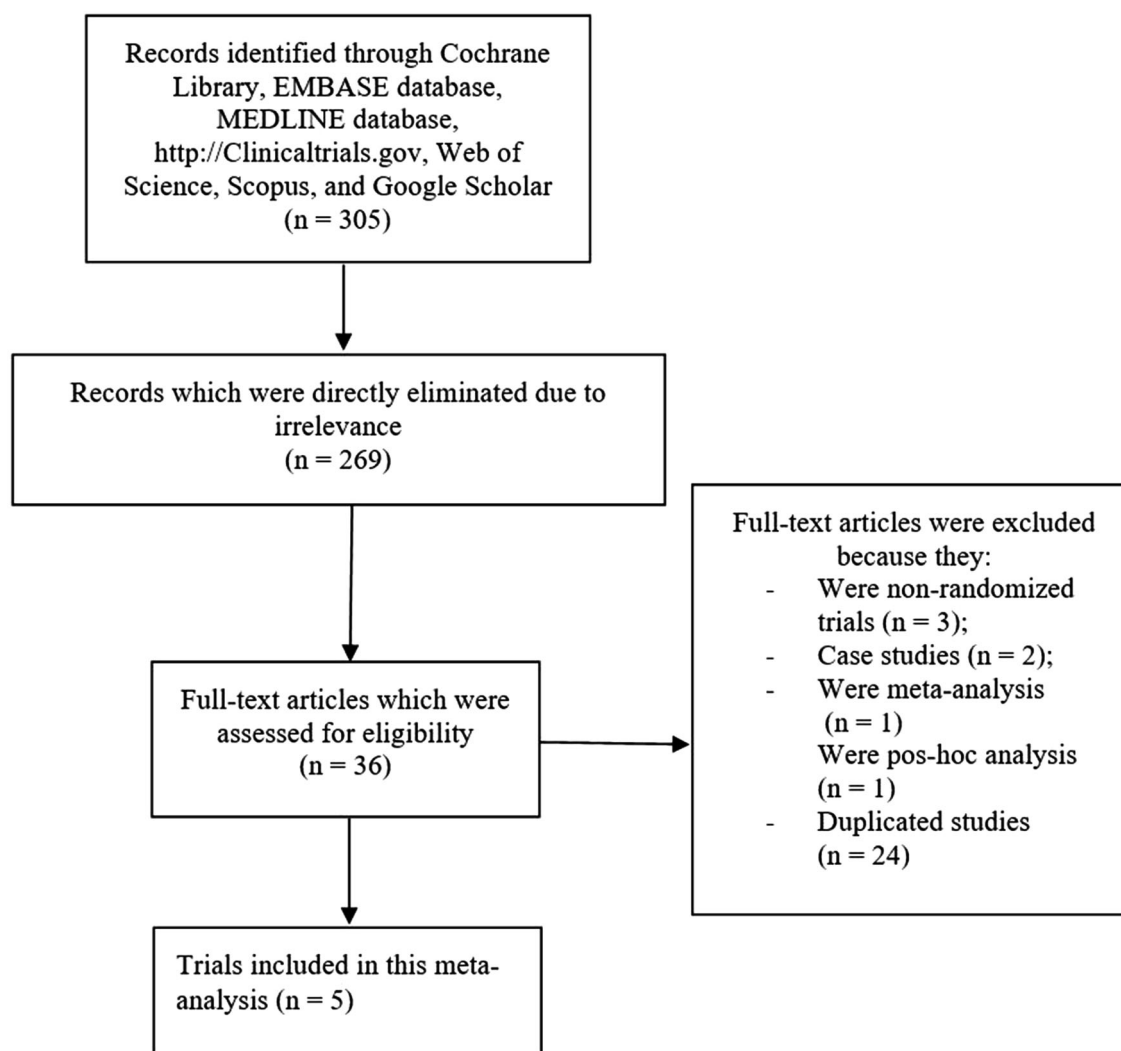 Records identified through Cochrane
Library, EMBASE database,
MEDLINE database,
http://Clinicaltrials.gov, Web of
Science, Scopus, and Google Scholar
(n = 305)
Records which were directly eliminated due to
irrelevance
(n = 269)
Full-text articles which were
assessed for eligibility
(n = 36)
Full-text articles were excluded
because they:
- Were non-randomized
trials (n = 3);
- Case studies (n = 2);
- Were meta-analysis
(n = 1)
Were pos-hoc analysis
(n = 1)
- Duplicated studies
(n = 24)
Trials included in this meta-
analysis (n = 5)